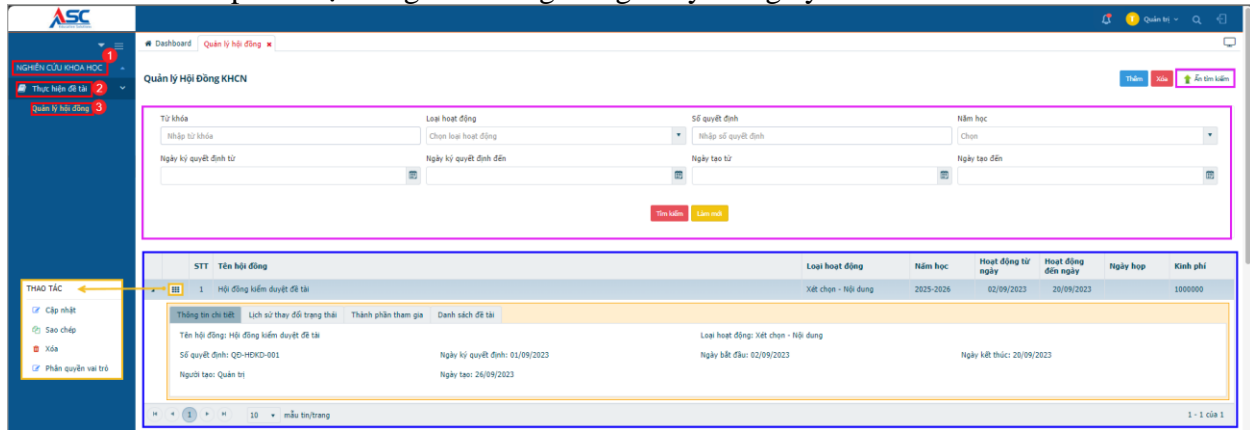 ASC
Quản trị
Dashboard Quản lý hội đồng
1
NGHIÊN CỨU KHOA HỌC
Thực hiện đề tài 2
Quản lý hội đồng 3
Quản lý Hội Đồng KHCN
Thêm Xóa Ẩn tìm kiếm
Từ khóa Loại hoạt động Số quyết định Năm học
Nhập từ khóa Chọn loại hoạt động Nhập số quyết định Chọn
Ngày ký quyết định từ Ngày ký quyết định đến Ngày tạo từ Ngày tạo đến
Tìm kiếm Làm mới
STT Tên hội đồng Loại hoạt động Năm học Hoạt động từ ngày Hoạt động đến ngày Ngày họp Kinh phí
1 Hội đồng kiểm duyệt đề tài Xét chọn - Nội dung 2025-2026 02/09/2023 20/09/2023 1000000
THAO TÁC
Cập nhật
Sao chép
Xóa
Phân quyền vai trò
Thông tin chi tiết Lịch sử thay đổi trạng thái Thành phần tham gia Danh sách đề tài
Tên hội đồng: Hội đồng kiểm duyệt đề tài Loại hoạt động: Xét chọn - Nội dung
Số quyết định: QĐ-HĐKD-001 Ngày ký quyết định: 01/09/2023 Ngày bắt đầu: 02/09/2023 Ngày kết thúc: 20/09/2023
Người tạo: Quản trị Ngày tạo: 26/09/2023
1 10 mẫu tin/trang 1 - 1 của 1